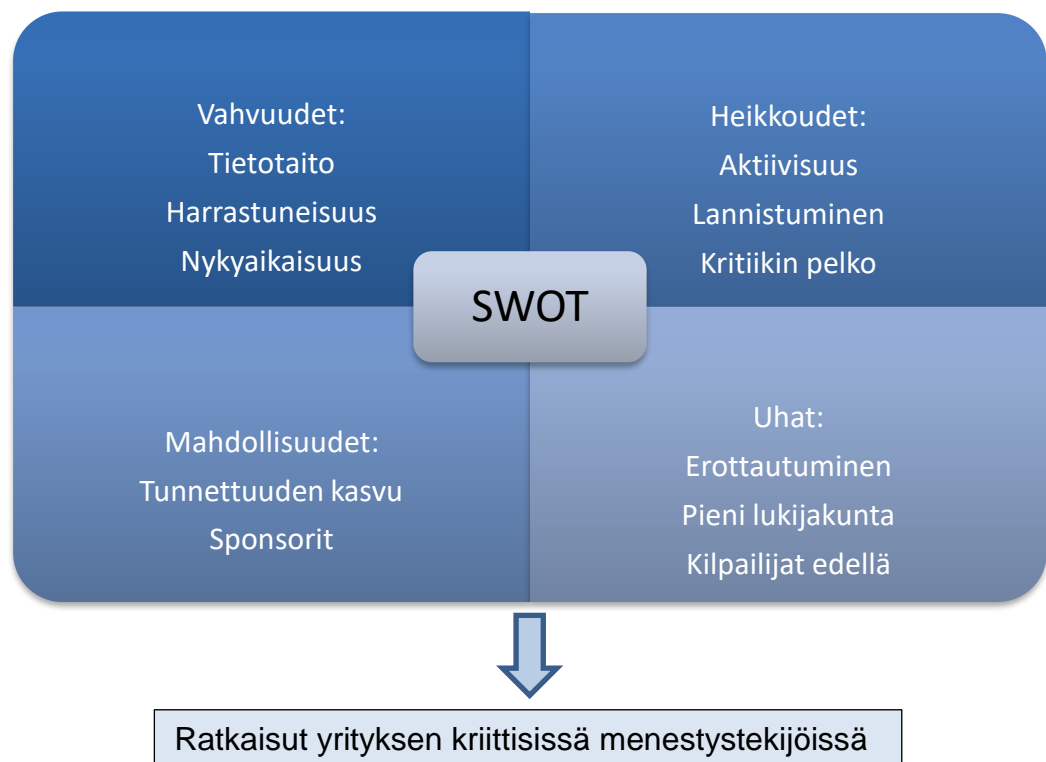 Vahvuudet:
Tietotaito
Harrastuneisuus
Nykyaikaisuus
Heikkoudet:
Aktiivisuus
Lannistuminen
Kritiikin pelko
SWOT
Mahdollisuudet:
Tunnettuuden kasvu
Sponsorit
Uhat:
Erottautuminen
Pieni lukijakunta
Kilpailijat edellä
Ratkaisut yrityksen kriittisissä menestystekijöissä